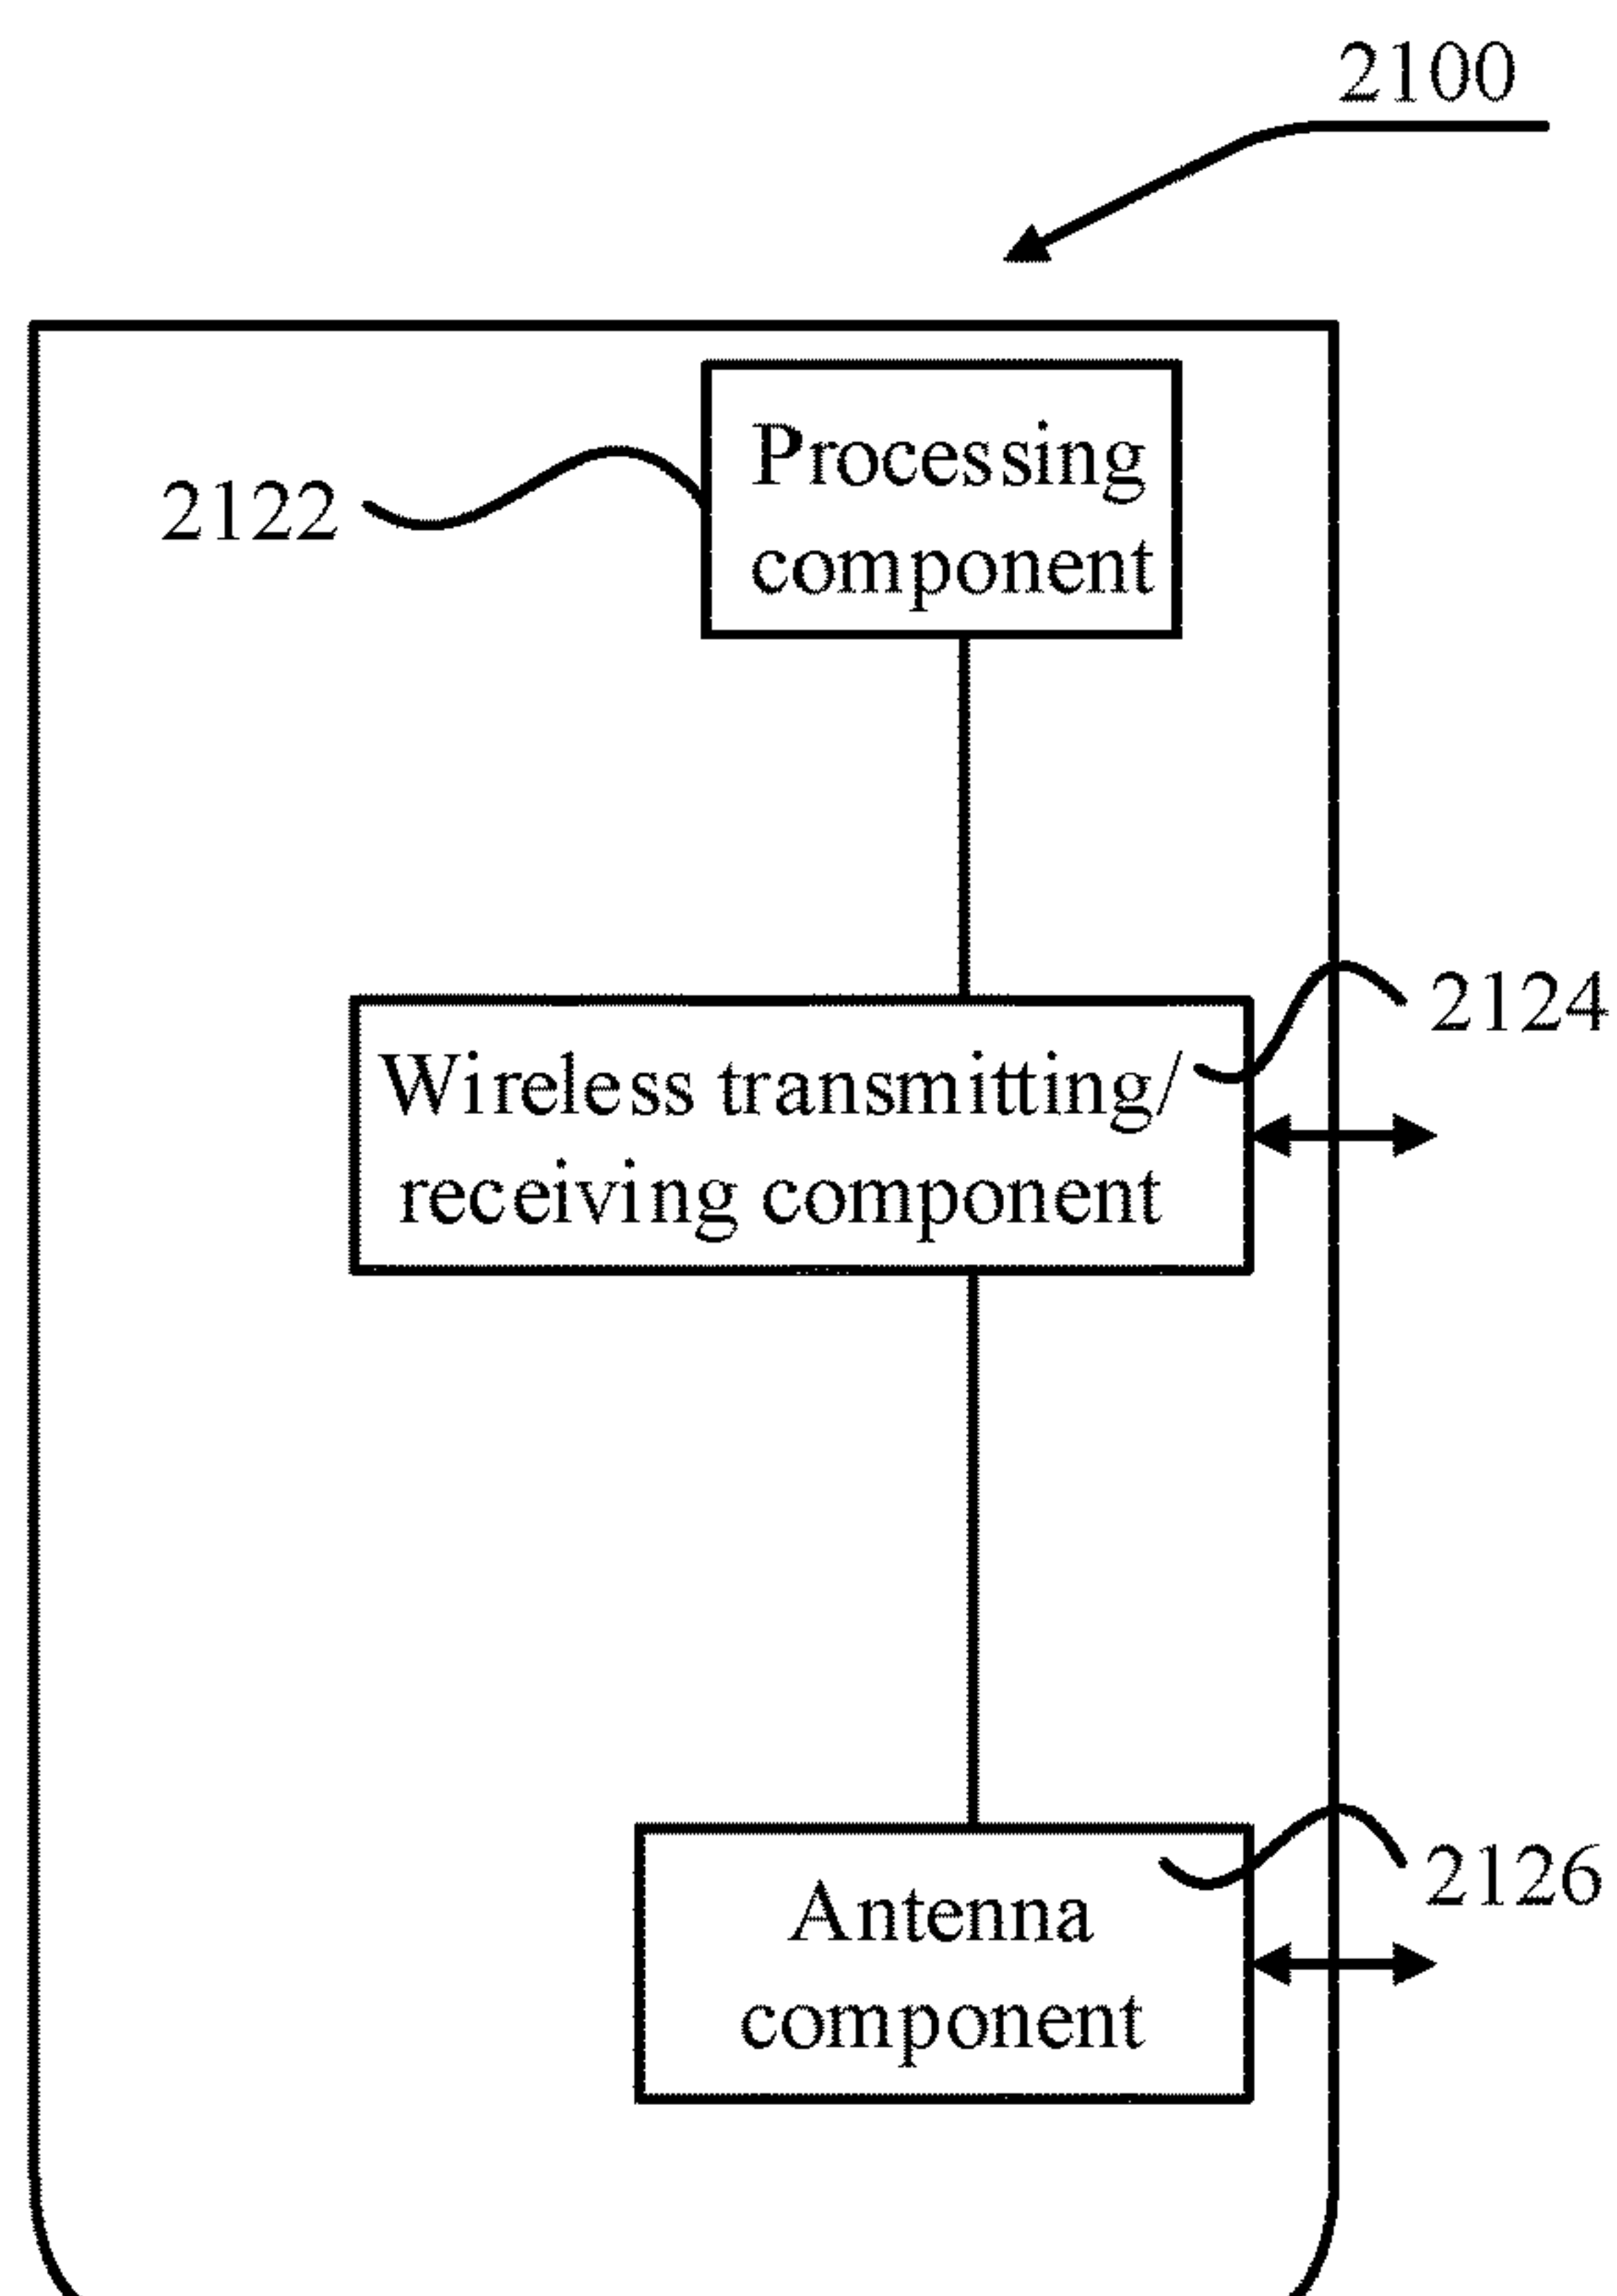 2100
Processing
component
2122
2124
Wireless transmitting/
receiving component
2126
Antenna
component